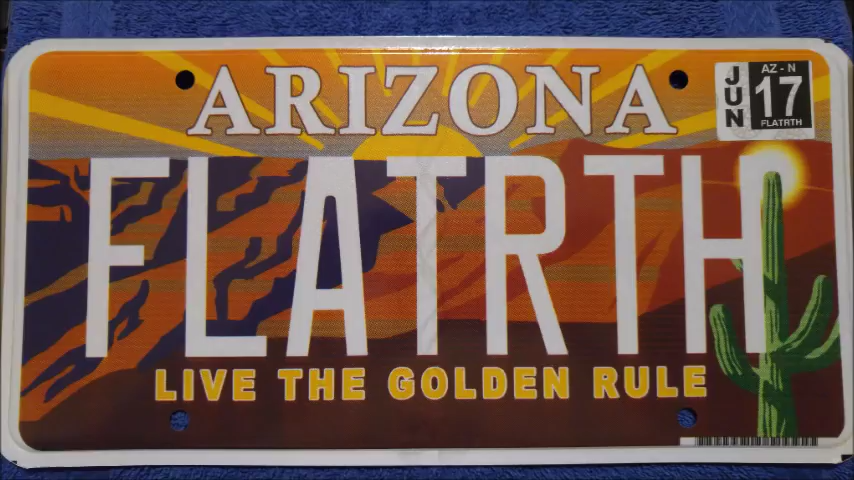 ARIZONA
JUN
AZ - N
17
FLATRTH
FLATRTH
LIVE THE GOLDEN RULE